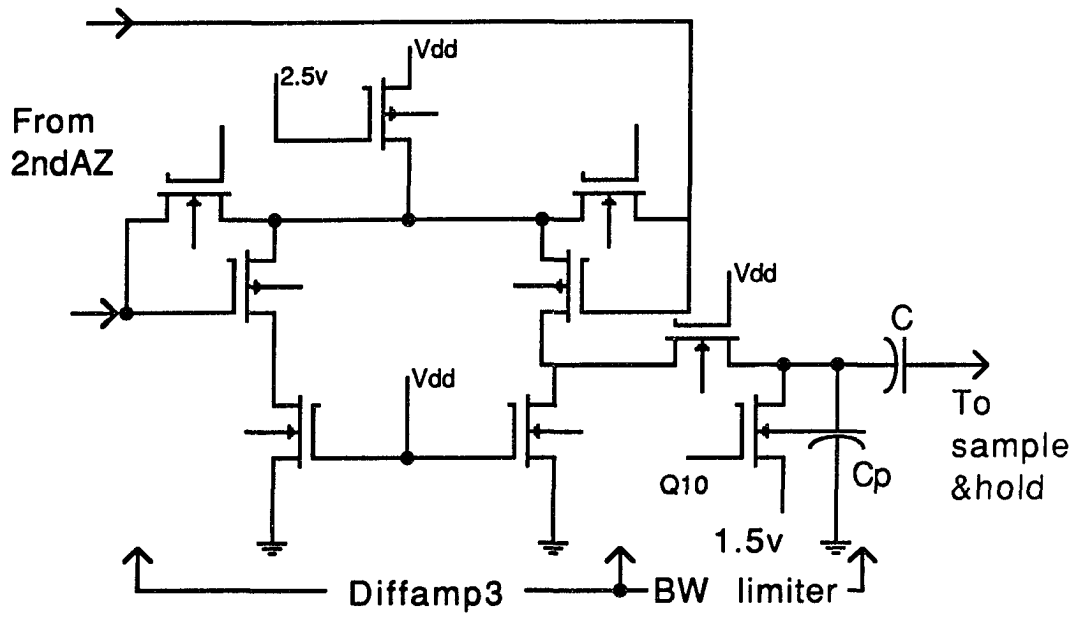 Vdd
2.5v
From
2ndAZ
Vdd
C
Vdd
To
sample
&hold
Q10
Cp
1.5v
Diffamp3
BW limiter